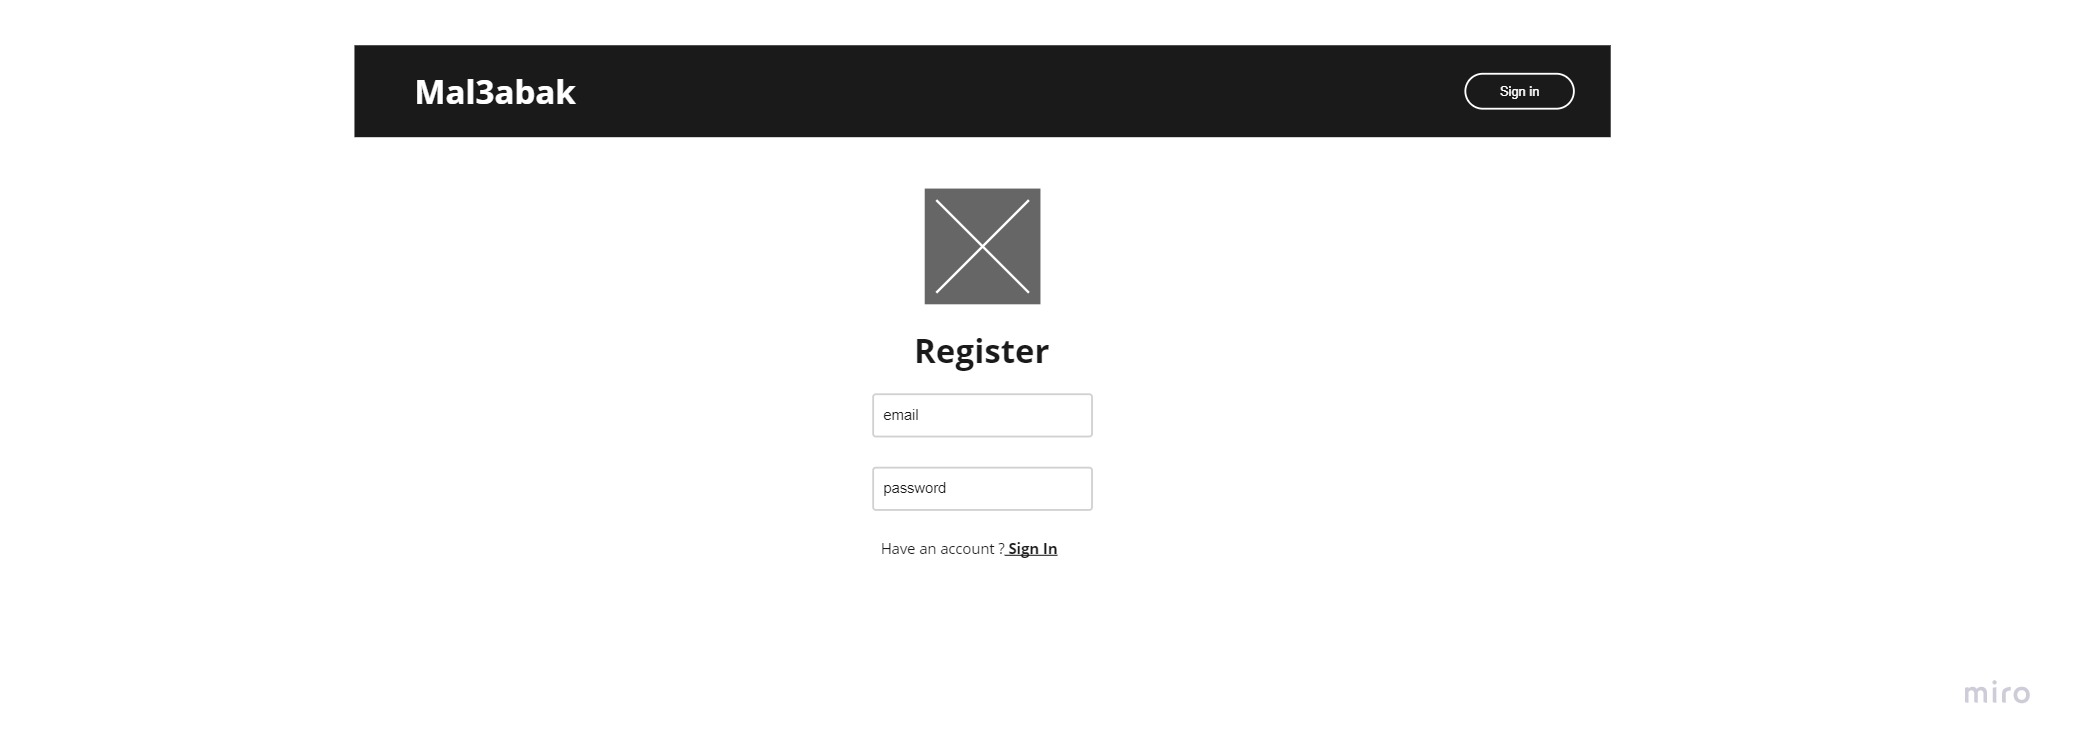 Mal3abak
Sign in
Register
email
password
Have an account ? Sign In
miro